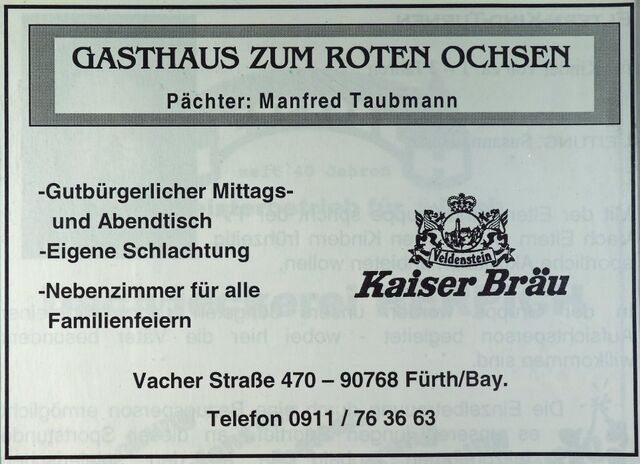 GASTHAUS ZUM ROTEN OCHSEN
Pächter: Manfred Taubmann
-Gutbürgerlicher Mittags-
und Abendtisch
-Eigene Schlachtung
-Nebenzimmer für alle
Familienfeiern
Veldenstein
Kaiser Bräu
Vacher Straße 470 – 90768 Fürth/Bay.
Telefon 0911 / 76 36 63